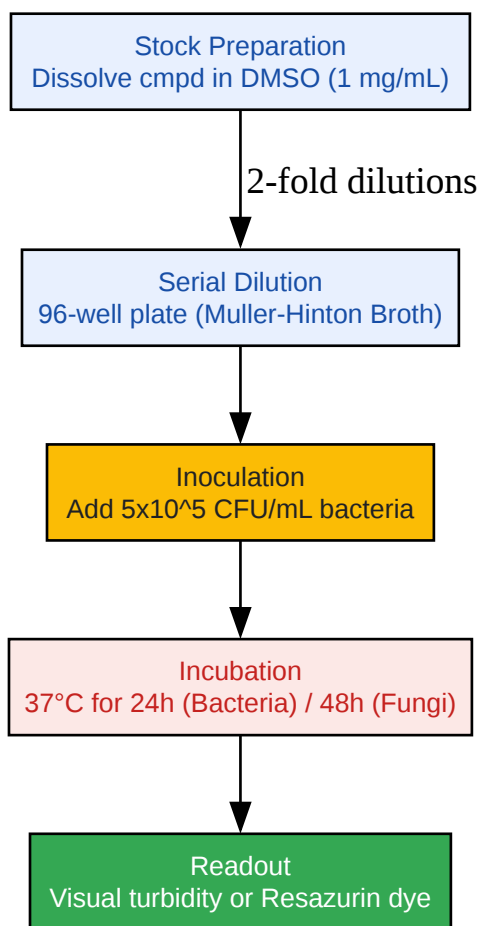 Stock Preparation
Dissolve cmpd in DMSO (1 mg/mL)
2-fold dilutions
Serial Dilution
96-well plate (Muller-Hinton Broth)
Inoculation
Add 5x10^5 CFU/mL bacteria
Incubation
37°C for 24h (Bacteria) / 48h (Fungi)
Readout
Visual turbidity or Resazurin dye